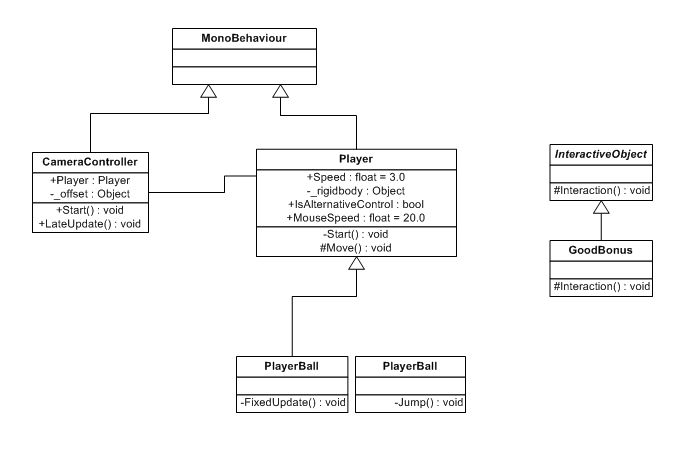 MonoBehaviour
CameraController
+Player : Player
-_offset : Object
+Start() : void
+LateUpdate() : void
Player
+Speed : float = 3.0
-_rigidbody : Object
+IsAlternativeControl : bool
+MouseSpeed : float = 20.0
-Start() : void
#Move() : void
InteractiveObject
#Interaction() : void
GoodBonus
#Interaction() : void
PlayerBall
-FixedUpdate() : void
PlayerBall
-Jump() : void